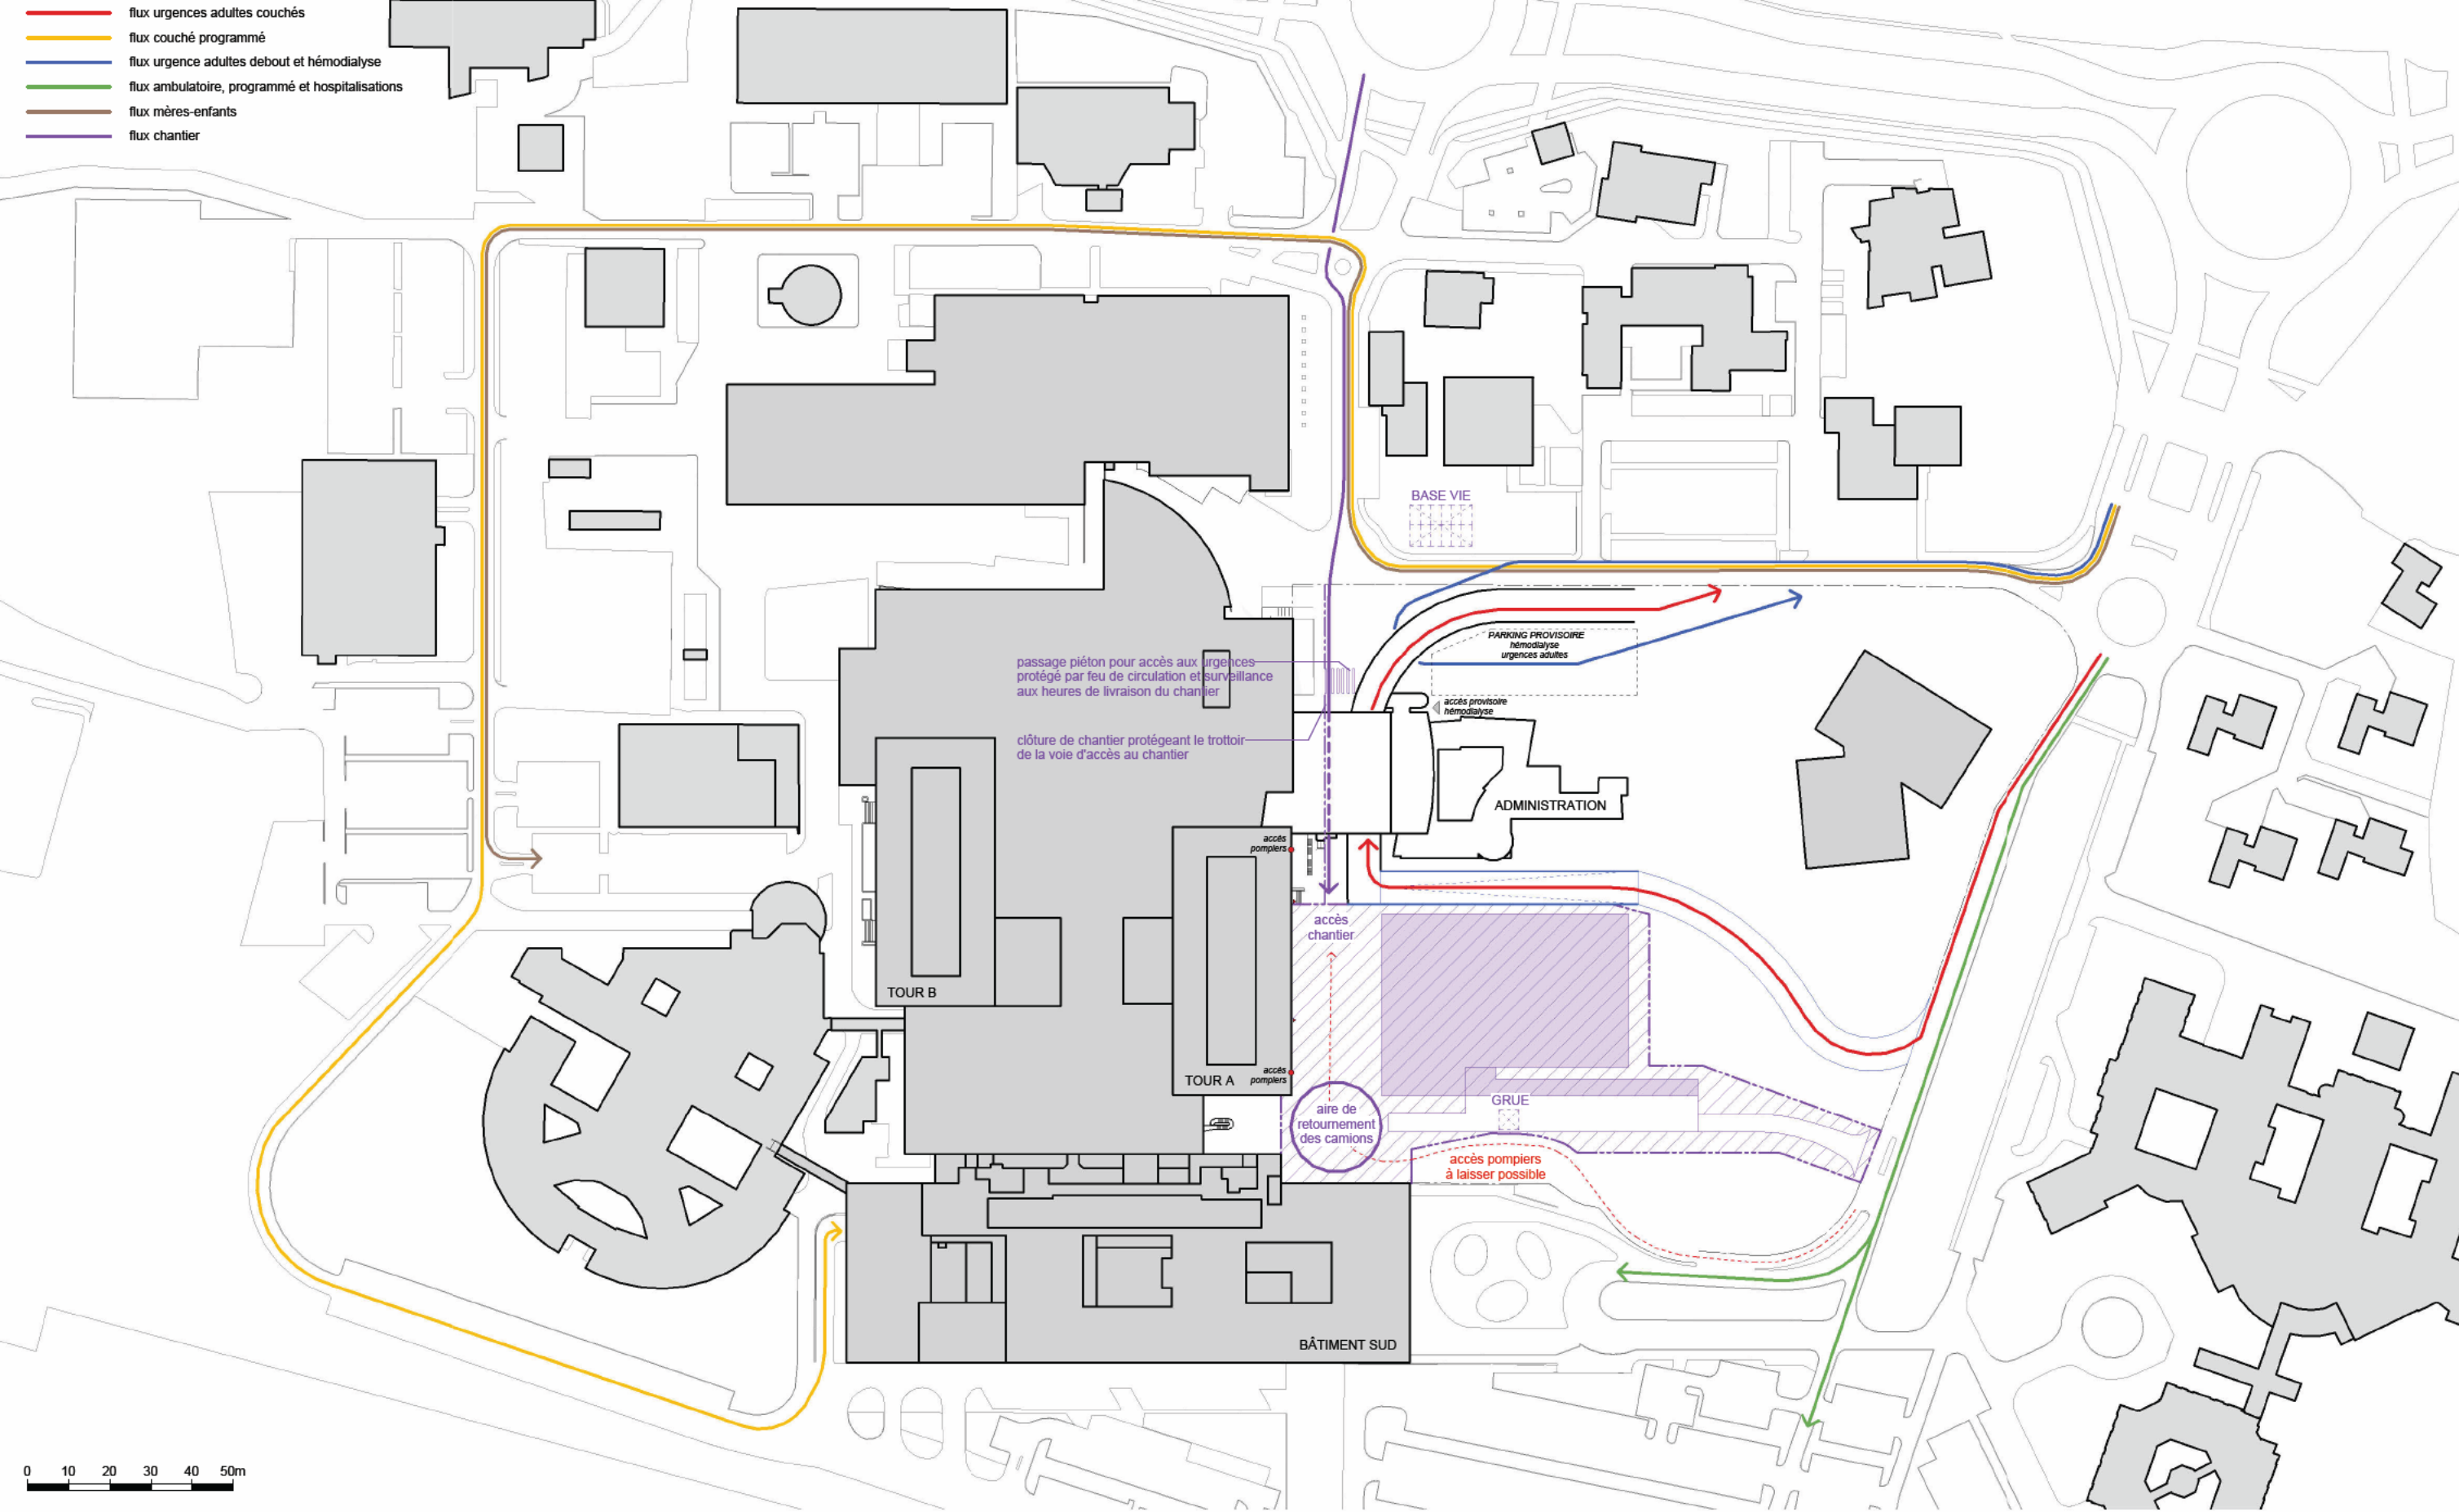 flux urgences adultes couchés
flux couché programmé
flux urgence adultes debout et hémodialyse
flux ambulatoire, programmé et hospitalisations
flux mères-enfants
flux chantier
BASE VIE
PARKING PROVISOIRE
hémodialyse
urgences adultes
passage piéton pour accès aux urgences
protégé par feu de circulation et surveillance
aux heures de livraison du chantier
accès provisoire
hémodialyse
clôture de chantier protégeant le trottoir
de la voie d'accès au chantier
ADMINISTRATION
accès
pompiers
accès
chantier
TOUR B
TOUR A
accès
pompiers
GRUE
aire de
retournement
des camions
accès pompiers
à laisser possible
BÂTIMENT SUD
0 10 20 30 40 50m